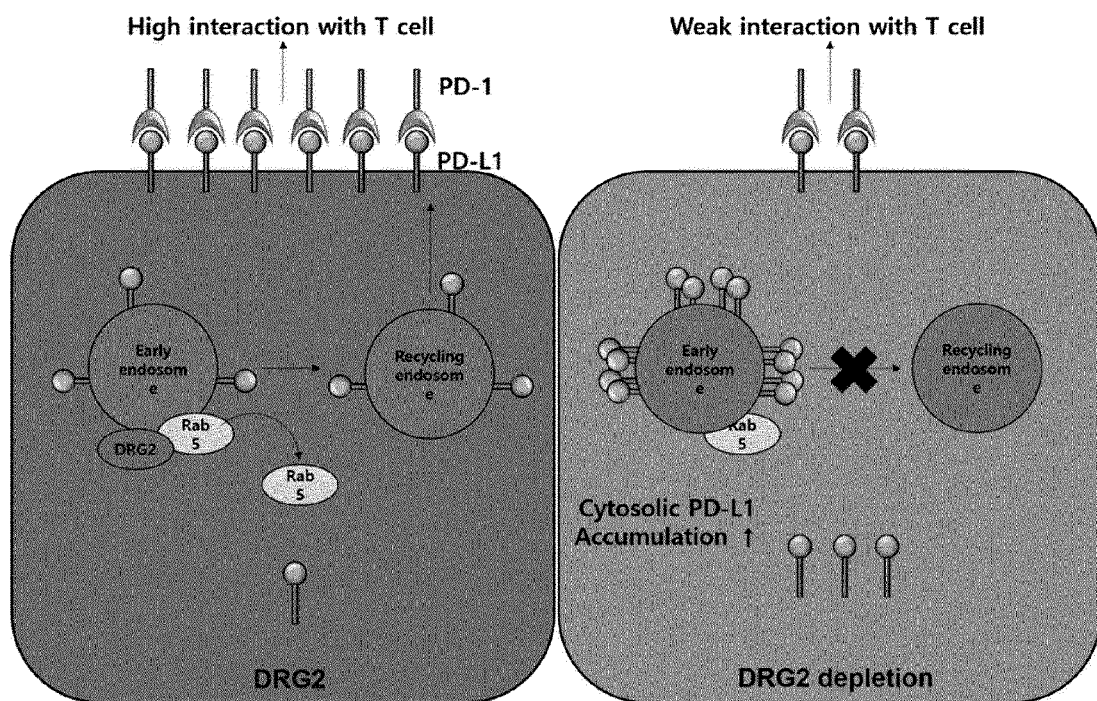 High interaction with T cell
PD-1
PD-L1
Early
endosom
e
Recycling
endosom
e
DRG2
Rab
5
Rab
5
DRG2
Weak interaction with T cell
Early
endosom
e
Recycling
endosom
e
Rab
5
Cytosolic PD-L1
Accumulation ↑
DRG2 depletion